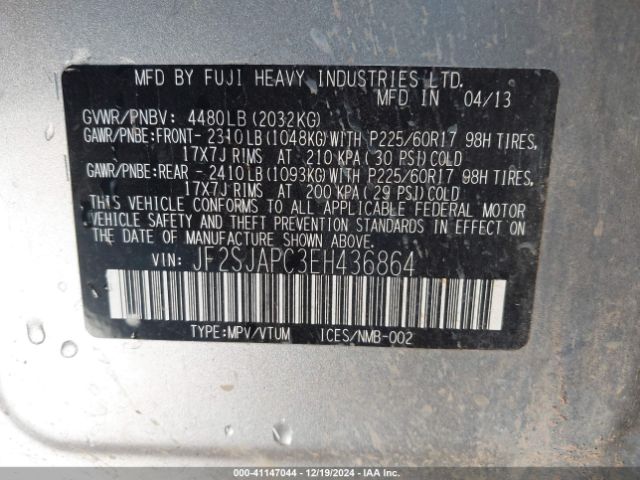 MFD BY FUJI HEAVY INDUSTRIES LTD.
MFD IN 04/13
GVWR/PNBV: 4480LB(2032KG)
GAWR/PNBE:FRONT- 2310LB(1048KG)WITH P225/60R17 98H TIRES,
17X7J RIMS AT 210 KPA(30 PSI)COLD
GAWR/PNBE:REAR - 2410LB(1093KG)WITH P225/60R17 98H TIRES,
17X7J RIMS AT 200 KPA(29 PSI)COLD
THIS VEHICLE CONFORMS TO ALL APPLICABLE FEDERAL MOTOR
VEHICLE SAFETY AND THEFT PREVENTION STANDARDS IN EFFECT
ON THE DATE OF MANUFACTURE SHOWN ABOVE.
VIN: JF2SJAPC3EH436864
TYPE:MPV/VTUM ICES/NMB-002
000-41147044 - 12/19/2024 - IAA Inc.